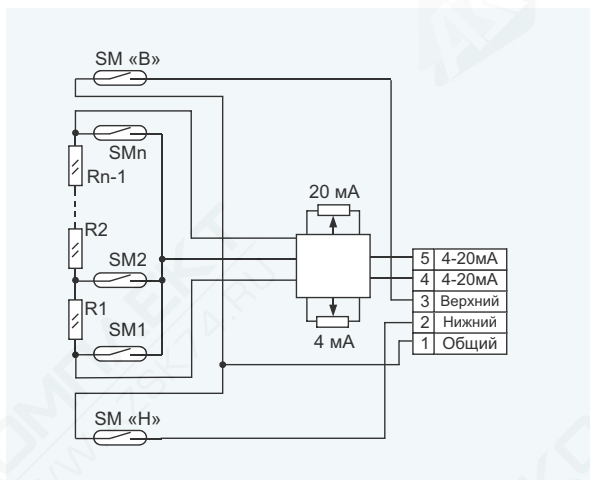 SM «В»
SMn
Rn-1
20 мА
R2
SM2
R1
SM1
4 мА
5 4-20мА
4 4-20мА
3 Верхний
2 Нижний
1 Общий
SM «Н»